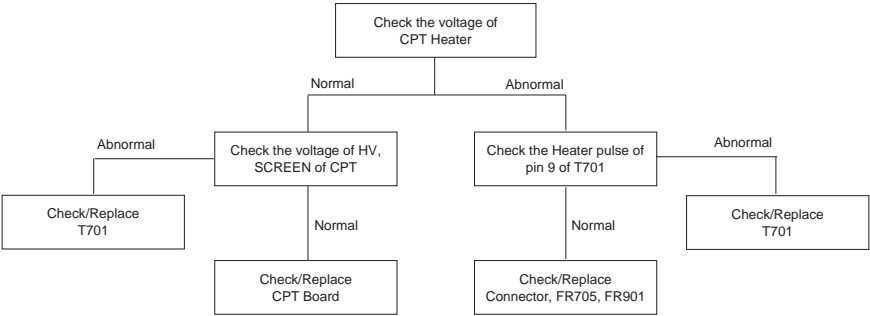 Check the voltage of
CPT Heater
Normal
Abnormal
Abnormal
Check the voltage of HV,
SCREEN of CPT
Check the Heater pulse of
pin 9 of T701
Abnormal
Check/Replace
T701
Normal
Normal
Check/Replace
T701
Check/Replace
CPT Board
Check/Replace
Connector, FR705, FR901